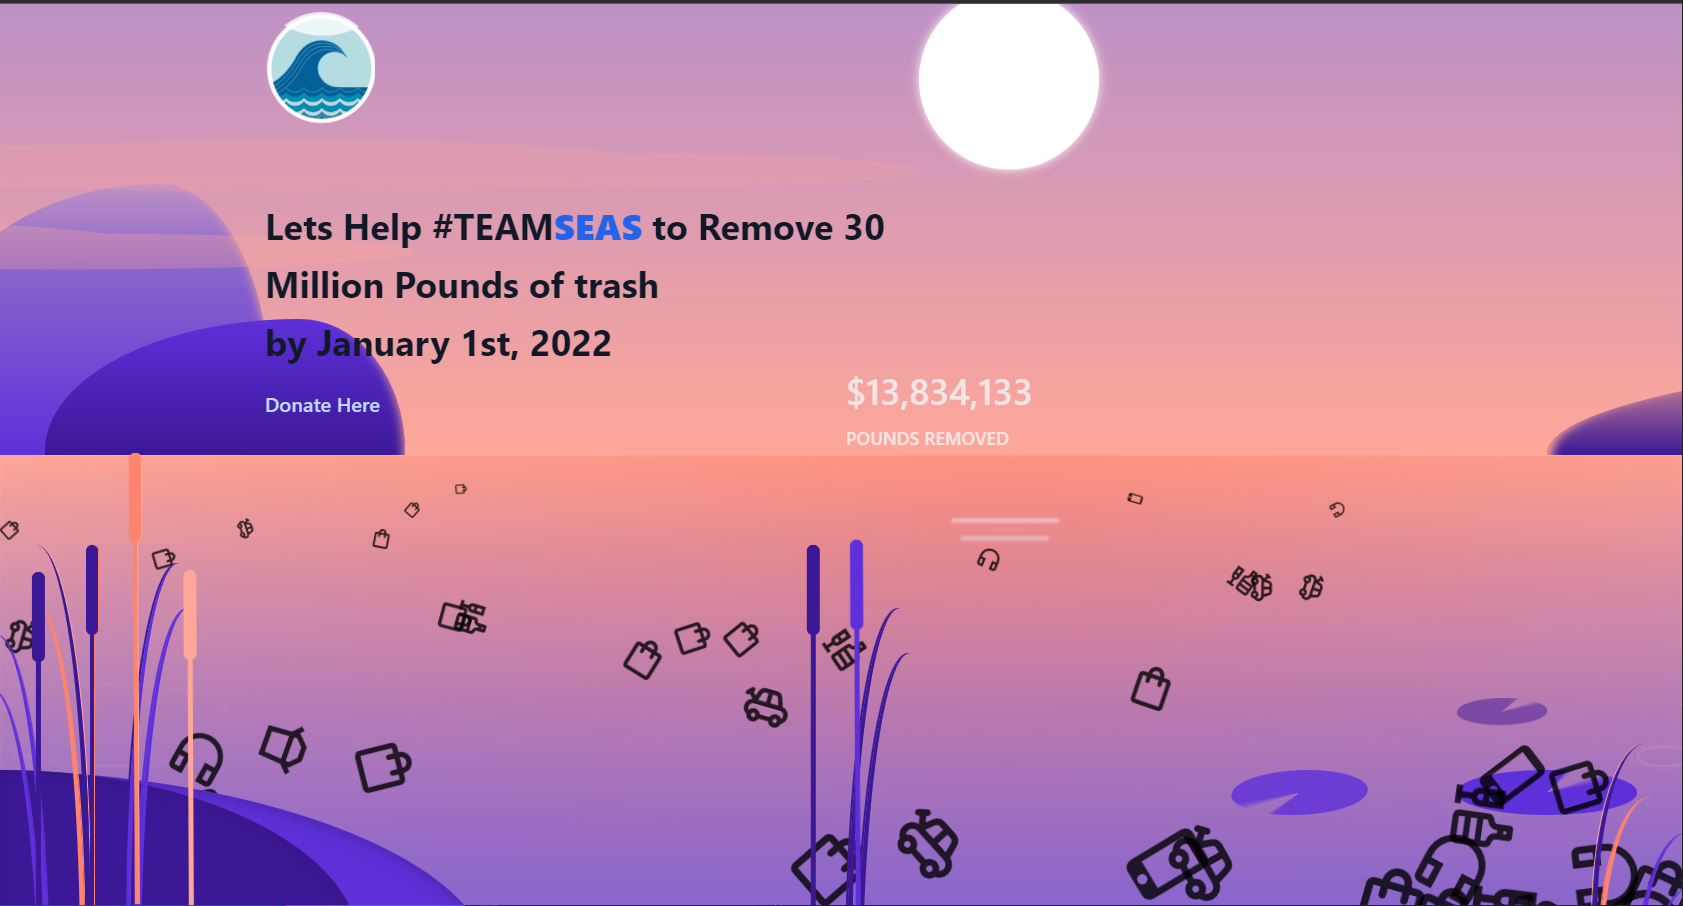 Lets Help #TEAMSEAS to Remove 30
Million Pounds of trash
by January 1st, 2022
Donate Here
$13,834,133
POUNDS REMOVED